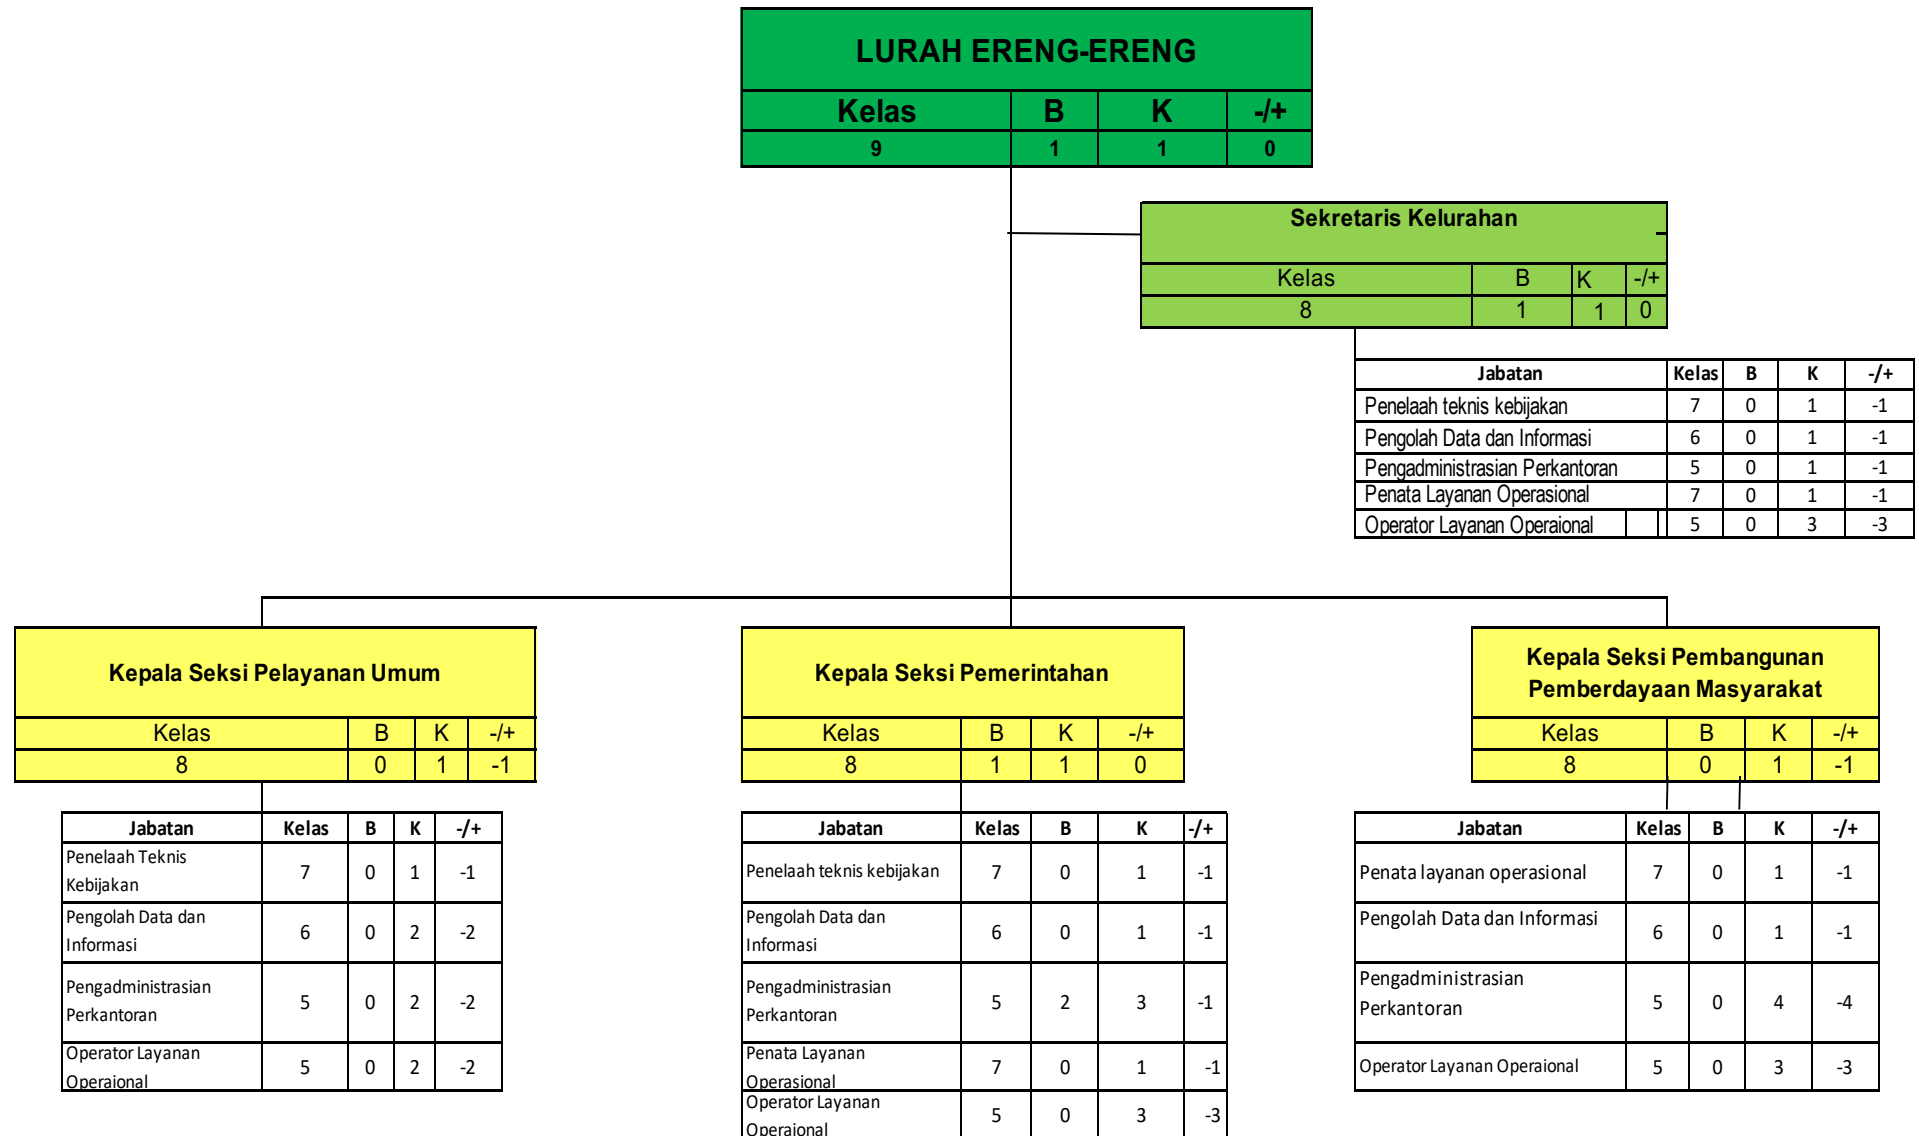 LURAH ERENG-ERENG
Kelas B K -/+
9 1 1 0
Sekretaris Kelurahan
Kelas B K -/+
8 1 1 0
Jabatan Kelas B K -/+
Penelaah teknis kebijakan 7 0 1 -1
Pengolah Data dan Informasi 6 0 1 -1
Pengadministrasian Perkantoran 5 0 1 -1
Penata Layanan Operasional 7 0 1 -1
Operator Layanan Operaional 5 0 3 -3
Kepala Seksi Pelayanan Umum
Kelas B K -/+
8 0 1 -1
Jabatan Kelas B K -/+
Penelaah Teknis
Kebijakan 7 0 1 -1
Pengolah Data dan
Informasi 6 0 2 -2
Pengadministrasian
Perkantoran 5 0 2 -2
Operator Layanan
Operaional 5 0 2 -2
Kepala Seksi Pemerintahan
Kelas B K -/+
8 1 1 0
Jabatan Kelas B K -/+
Penelaah teknis kebijakan 7 0 1 -1
Pengolah Data dan
Informasi 6 0 1 -1
Pengadministrasian
Perkantoran 5 2 3 -1
Penata Layanan
Operasional 7 0 1 -1
Operator Layanan
Operaional 5 0 3 -3
Kepala Seksi Pembangunan
Pemberdayaan Masyarakat
Kelas B K -/+
8 0 1 -1
Jabatan Kelas B K -/+
Penata layanan operasional 7 0 1 -1
Pengolah Data dan Informasi 6 0 1 -1
Pengadministrasian
Perkantoran 5 0 4 -4
Operator Layanan Operaional 5 0 3 -3